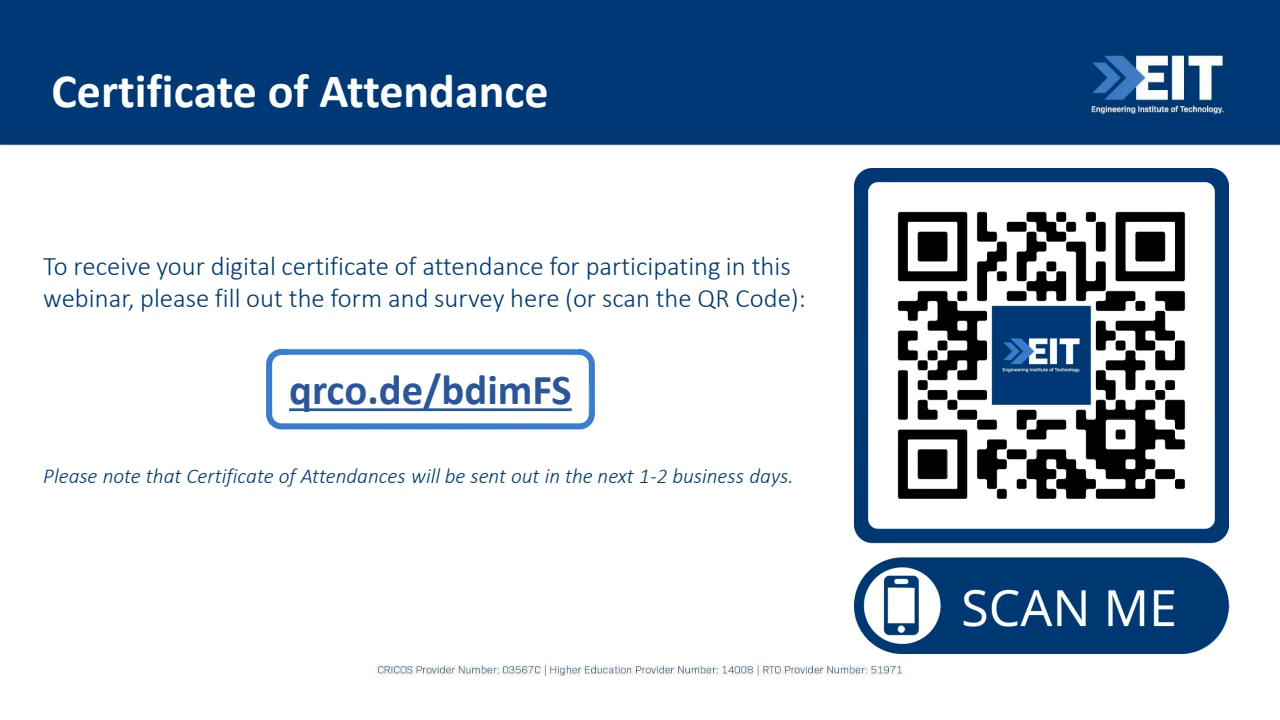 Certificate of Attendance
EIT
Engineering Institute of Technology.
To receive your digital certificate of attendance for participating in this
webinar, please fill out the form and survey here (or scan the QR Code):
qrco.de/bdimFS
Please note that Certificate of Attendances will be sent out in the next 1-2 business days.
EIT
Engineering Institute of Technology.
SCAN ME
CRICOS Provider Number: 03567C | Higher Education Provider Number: 14008 | RTO Provider Number: 51971